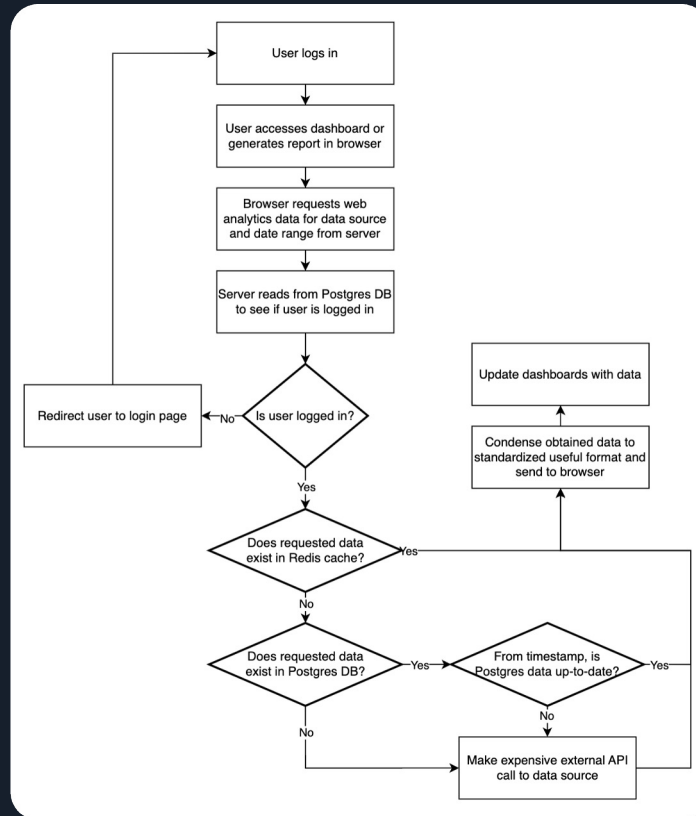 User logs in
User accesses dashboard or
generates report in browser
Browser requests web
analytics data for data source
and date range from server
Server reads from Postgres DB
to see if user is logged in
Is user logged in?
No
Redirect user to login page
Yes
Update dashboards with data
Condense obtained data to
standardized useful format and
send to browser
Does requested data
exist in Redis cache?
Yes
No
Does requested data
exist in Postgres DB?
Yes
From timestamp, is
Postgres data up-to-date?
Yes
No
No
Make expensive external API
call to data source